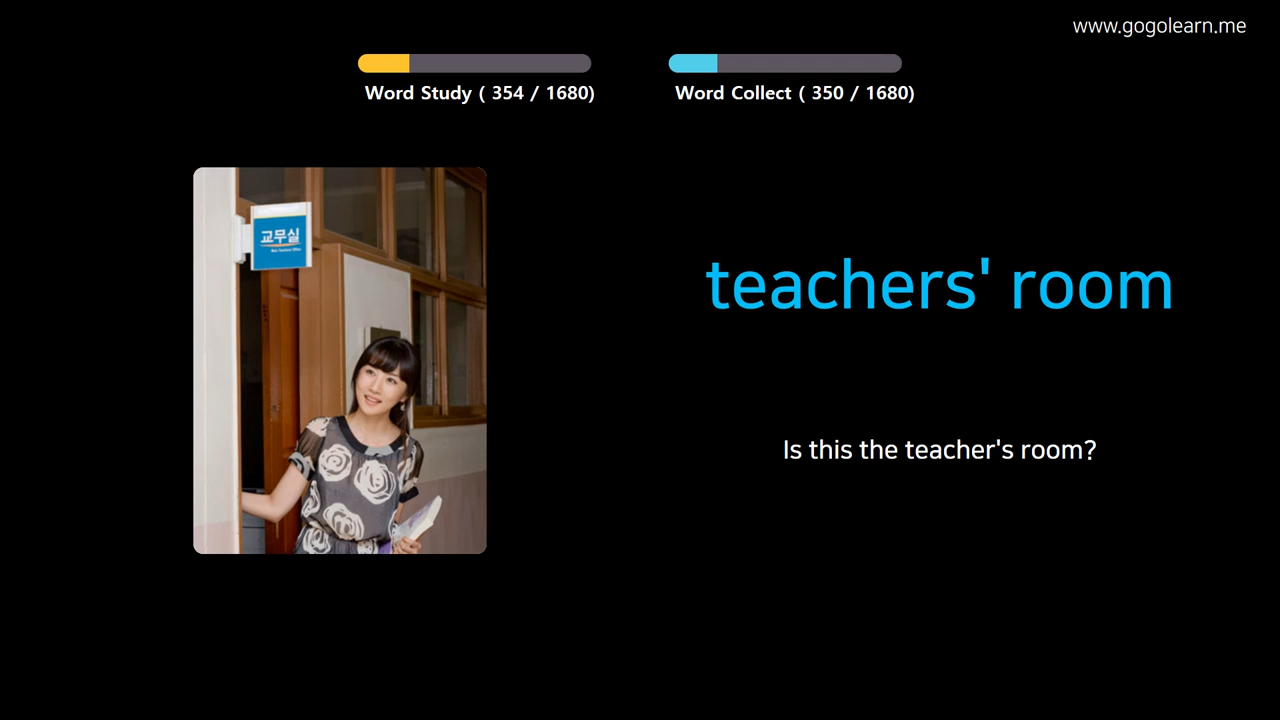 www.gogolearn.me
Word Study ( 354 / 1680)
Word Collect ( 350 / 1680)
교무실
teachers' room
Is this the teacher's room?